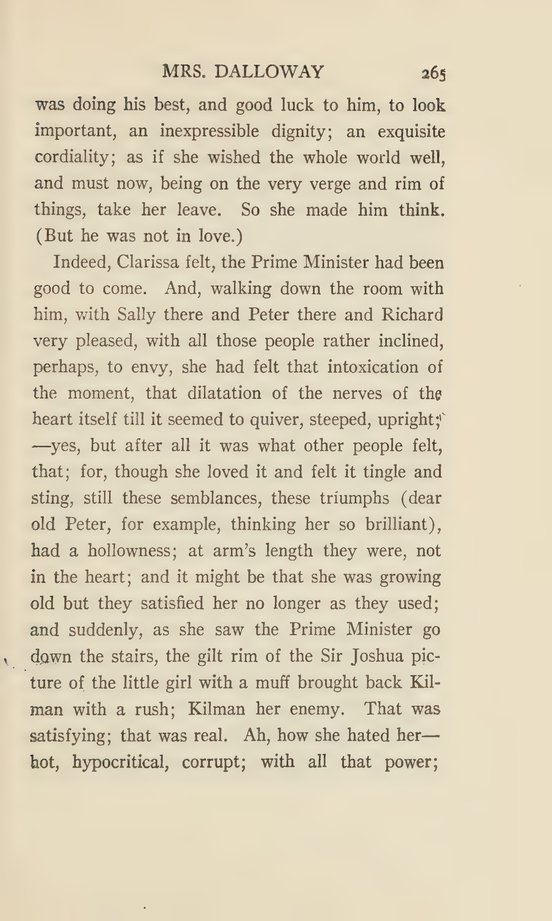 MRS. DALLOWAY 265
was doing his best, and good luck to him, to look
important, an inexpressible dignity; an exquisite
cordiality; as if she wished the whole world well,
and must now, being on the very verge and rim of
things, take her leave. So she made him think.
(But he was not in love.)
Indeed, Clarissa felt, the Prime Minister had been
good to come. And, walking down the room with
him, with Sally there and Peter there and Richard
very pleased, with all those people rather inclined,
perhaps, to envy, she had felt that intoxication of
the moment, that dilatation of the nerves of the
heart itself till it seemed to quiver, steeped, upright;
—yes, but after all it was what other people felt,
that; for, though she loved it and felt it tingle and
sting, still these semblances, these triumphs (dear
old Peter, for example, thinking her so brilliant),
had a hollowness; at arm's length they were, not
in the heart; and it might be that she was growing
old but they satisfied her no longer as they used;
and suddenly, as she saw the Prime Minister go
down the stairs, the gilt rim of the Sir Joshua pic-
ture of the little girl with a muff brought back Kil-
man with a rush; Kilman her enemy. That was
satisfying; that was real. Ah, how she hated her—
hot, hypocritical, corrupt; with all that power;